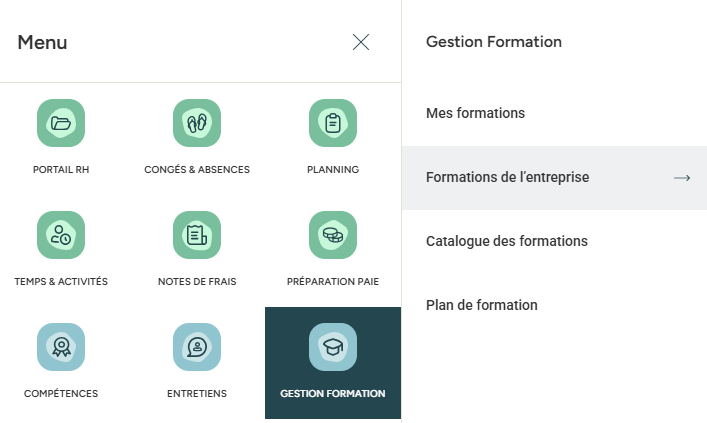 Menu
PORTAIL RH
CONGÉS & ABSENCES
PLANNING
TEMPS & ACTIVITÉS
NOTES DE FRAIS
PRÉPARATION PAIE
COMPÉTENCES
ENTRETIENS
GESTION FORMATION
Gestion Formation
Mes formations
Formations de l'entreprise
Catalogue des formations
Plan de formation